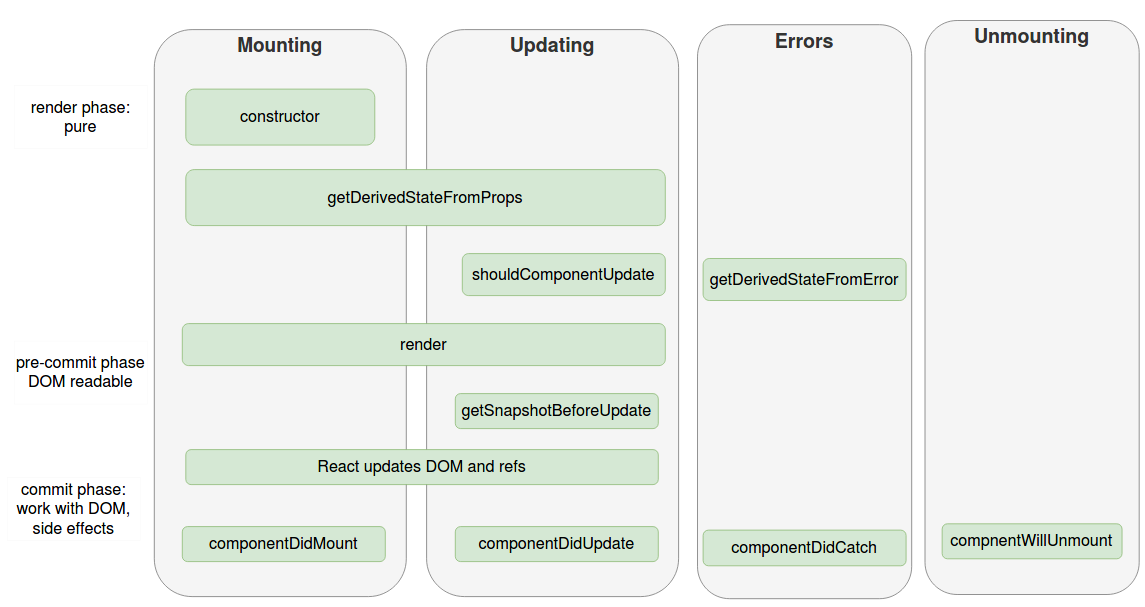 Mounting
Updating
Errors
Unmounting
render phase:
pure
constructor
getDerivedStateFromProps
shouldComponentUpdate
getDerivedStateFromError
render
pre-commit phase
DOM readable
getSnapshotBeforeUpdate
React updates DOM and refs
commit phase:
work with DOM,
side effects
componentDidMount
componentDidUpdate
componentDidCatch
compnentWillUnmount